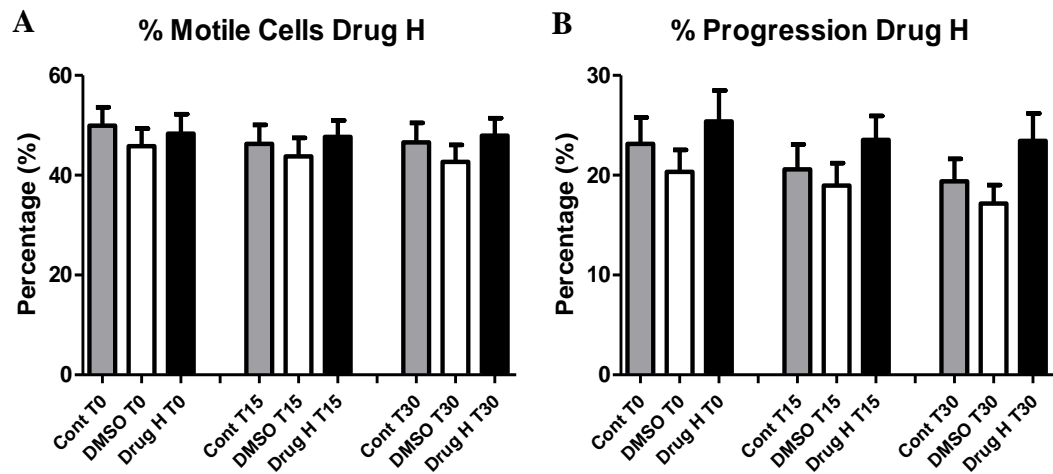 A
% Motile Cells Drug H
Percentage (%)
60
40
20
0
Cont T0
DMSO T0
Drug H T0
Cont T15
DMSO T15
Drug H T15
Cont T30
DMSO T30
Drug H T30
B
% Progression Drug H
Percentage (%)
30
20
10
0
Cont T0
DMSO T0
Drug H T0
Cont T15
DMSO T15
Drug H T15
Cont T30
DMSO T30
Drug H T30